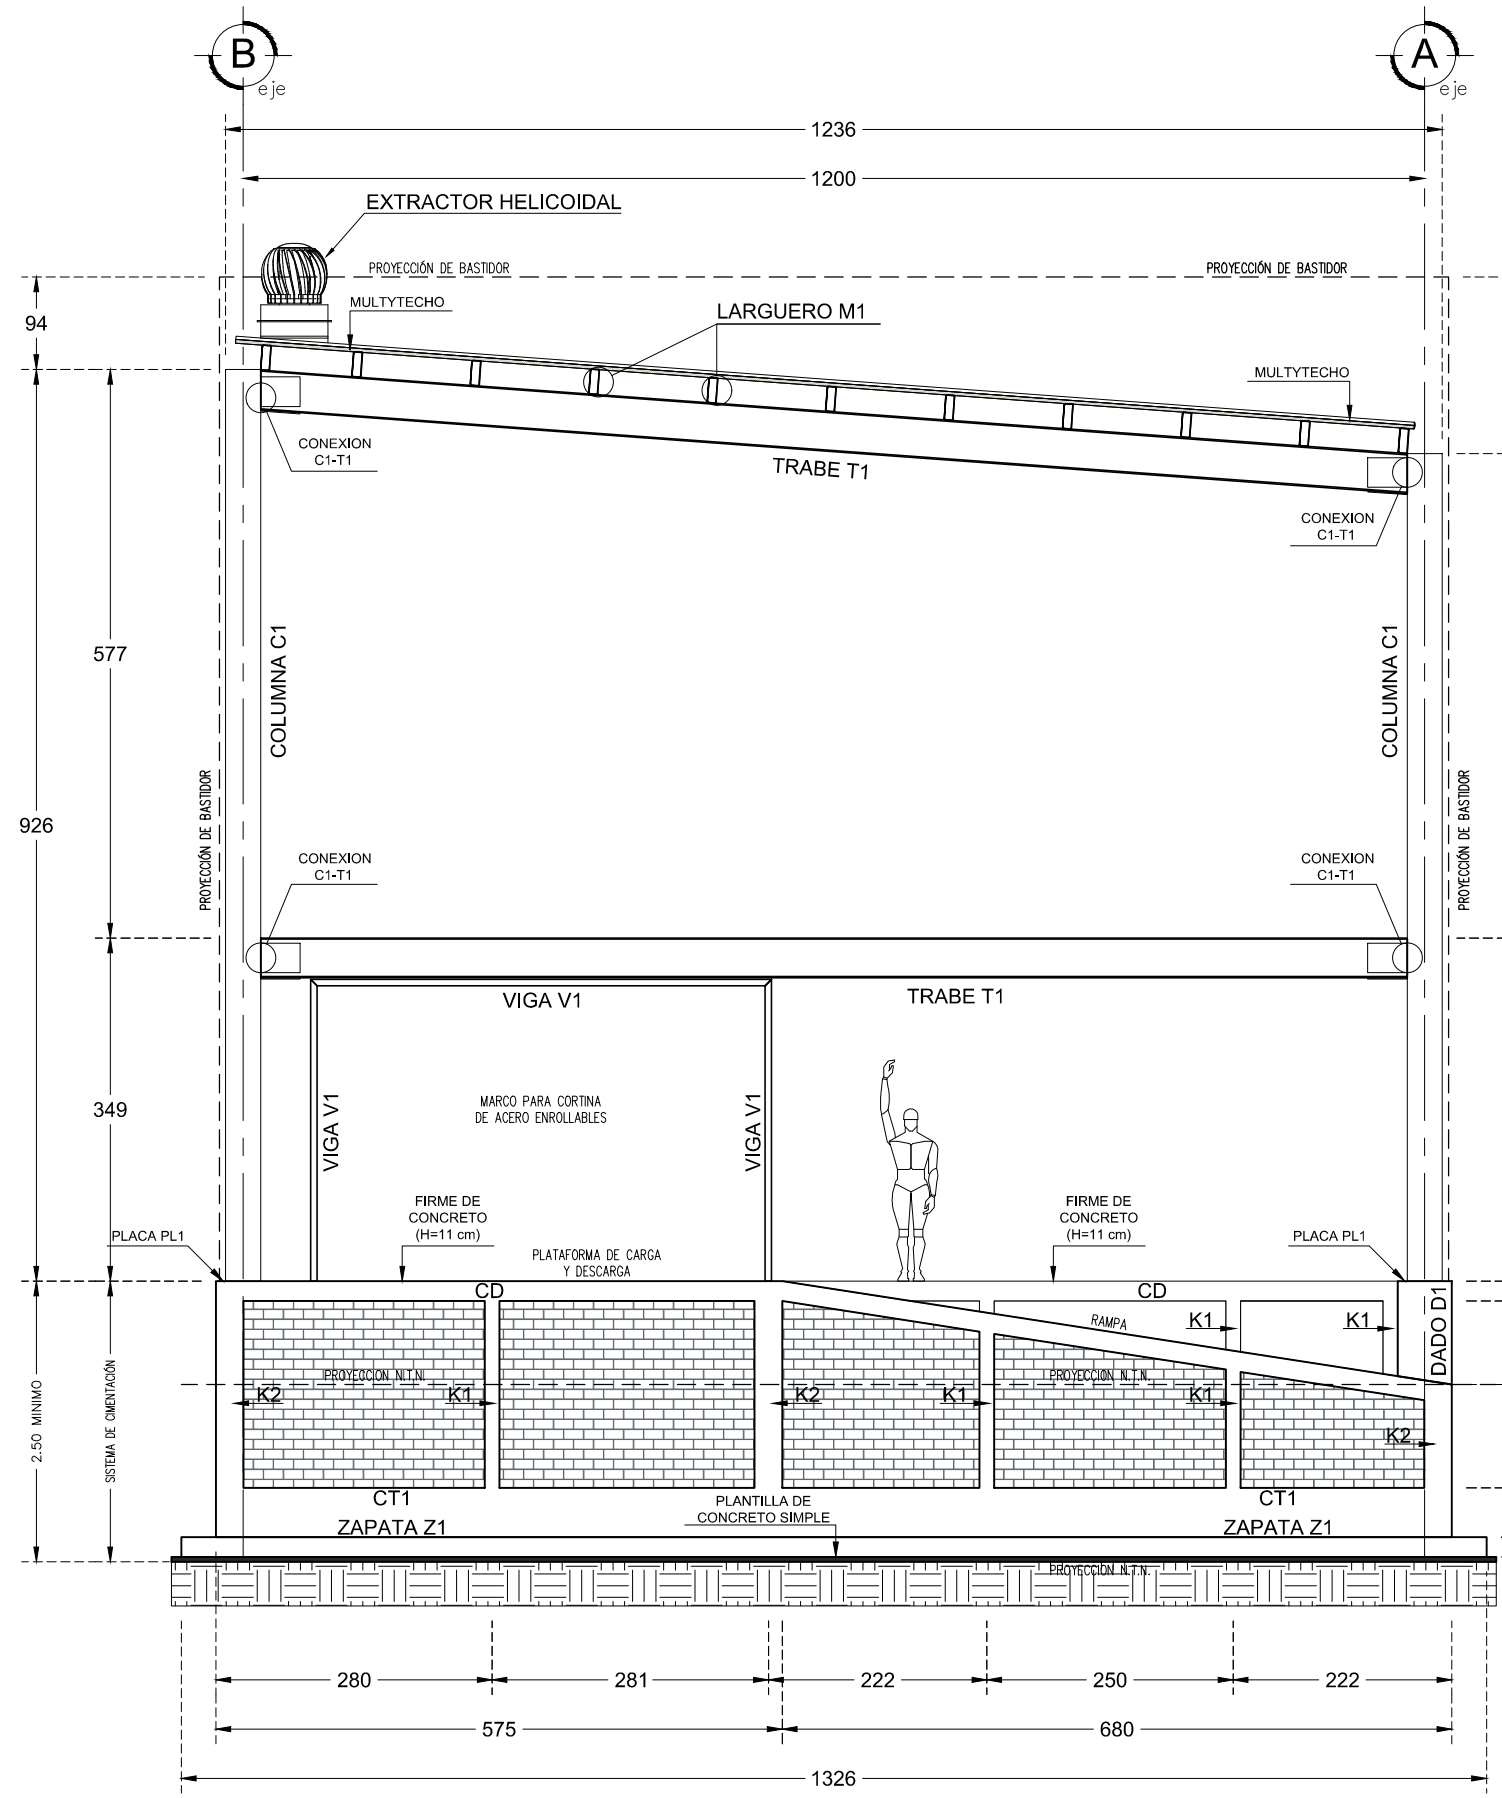 B
A
eje
eje
1236
1200
EXTRACTOR HELICOIDAL
PROYECCIÓN DE BASTIDOR
PROYECCIÓN DE BASTIDOR
MULTYTECHO
LARGUERO M1
94
MULTYTECHO
CONEXION
C1-T1
TRABE T1
CONEXION
C1-T1
577
COLUMNA C1
COLUMNA C1
926
PROYECCIÓN DE BASTIDOR
PROYECCIÓN DE BASTIDOR
CONEXION
C1-T1
CONEXION
C1-T1
VIGA V1
TRABE T1
349
VIGA V1
MARCO PARA CORTINA
DE ACERO ENROLLABLES
VIGA V1
FIRME DE
CONCRETO
(H=11 cm)
FIRME DE
CONCRETO
(H=11 cm)
PLACA PL1
PLATAFORMA DE CARGA
Y DESCARGA
PLACA PL1
CD
CD
RAMPA
K1
K1
DADO D1
2.50 MINIMO
SISTEMA DE CIMENTACIÓN
PROYECCION N.T.N.
PROYECCION N.T.N.
K2
K1
K2
K1
K1
K2
CT1
CT1
PLANTILLA DE
CONCRETO SIMPLE
ZAPATA Z1
ZAPATA Z1
PROYECCION N.T.N.
280
281
222
250
222
575
680
1326